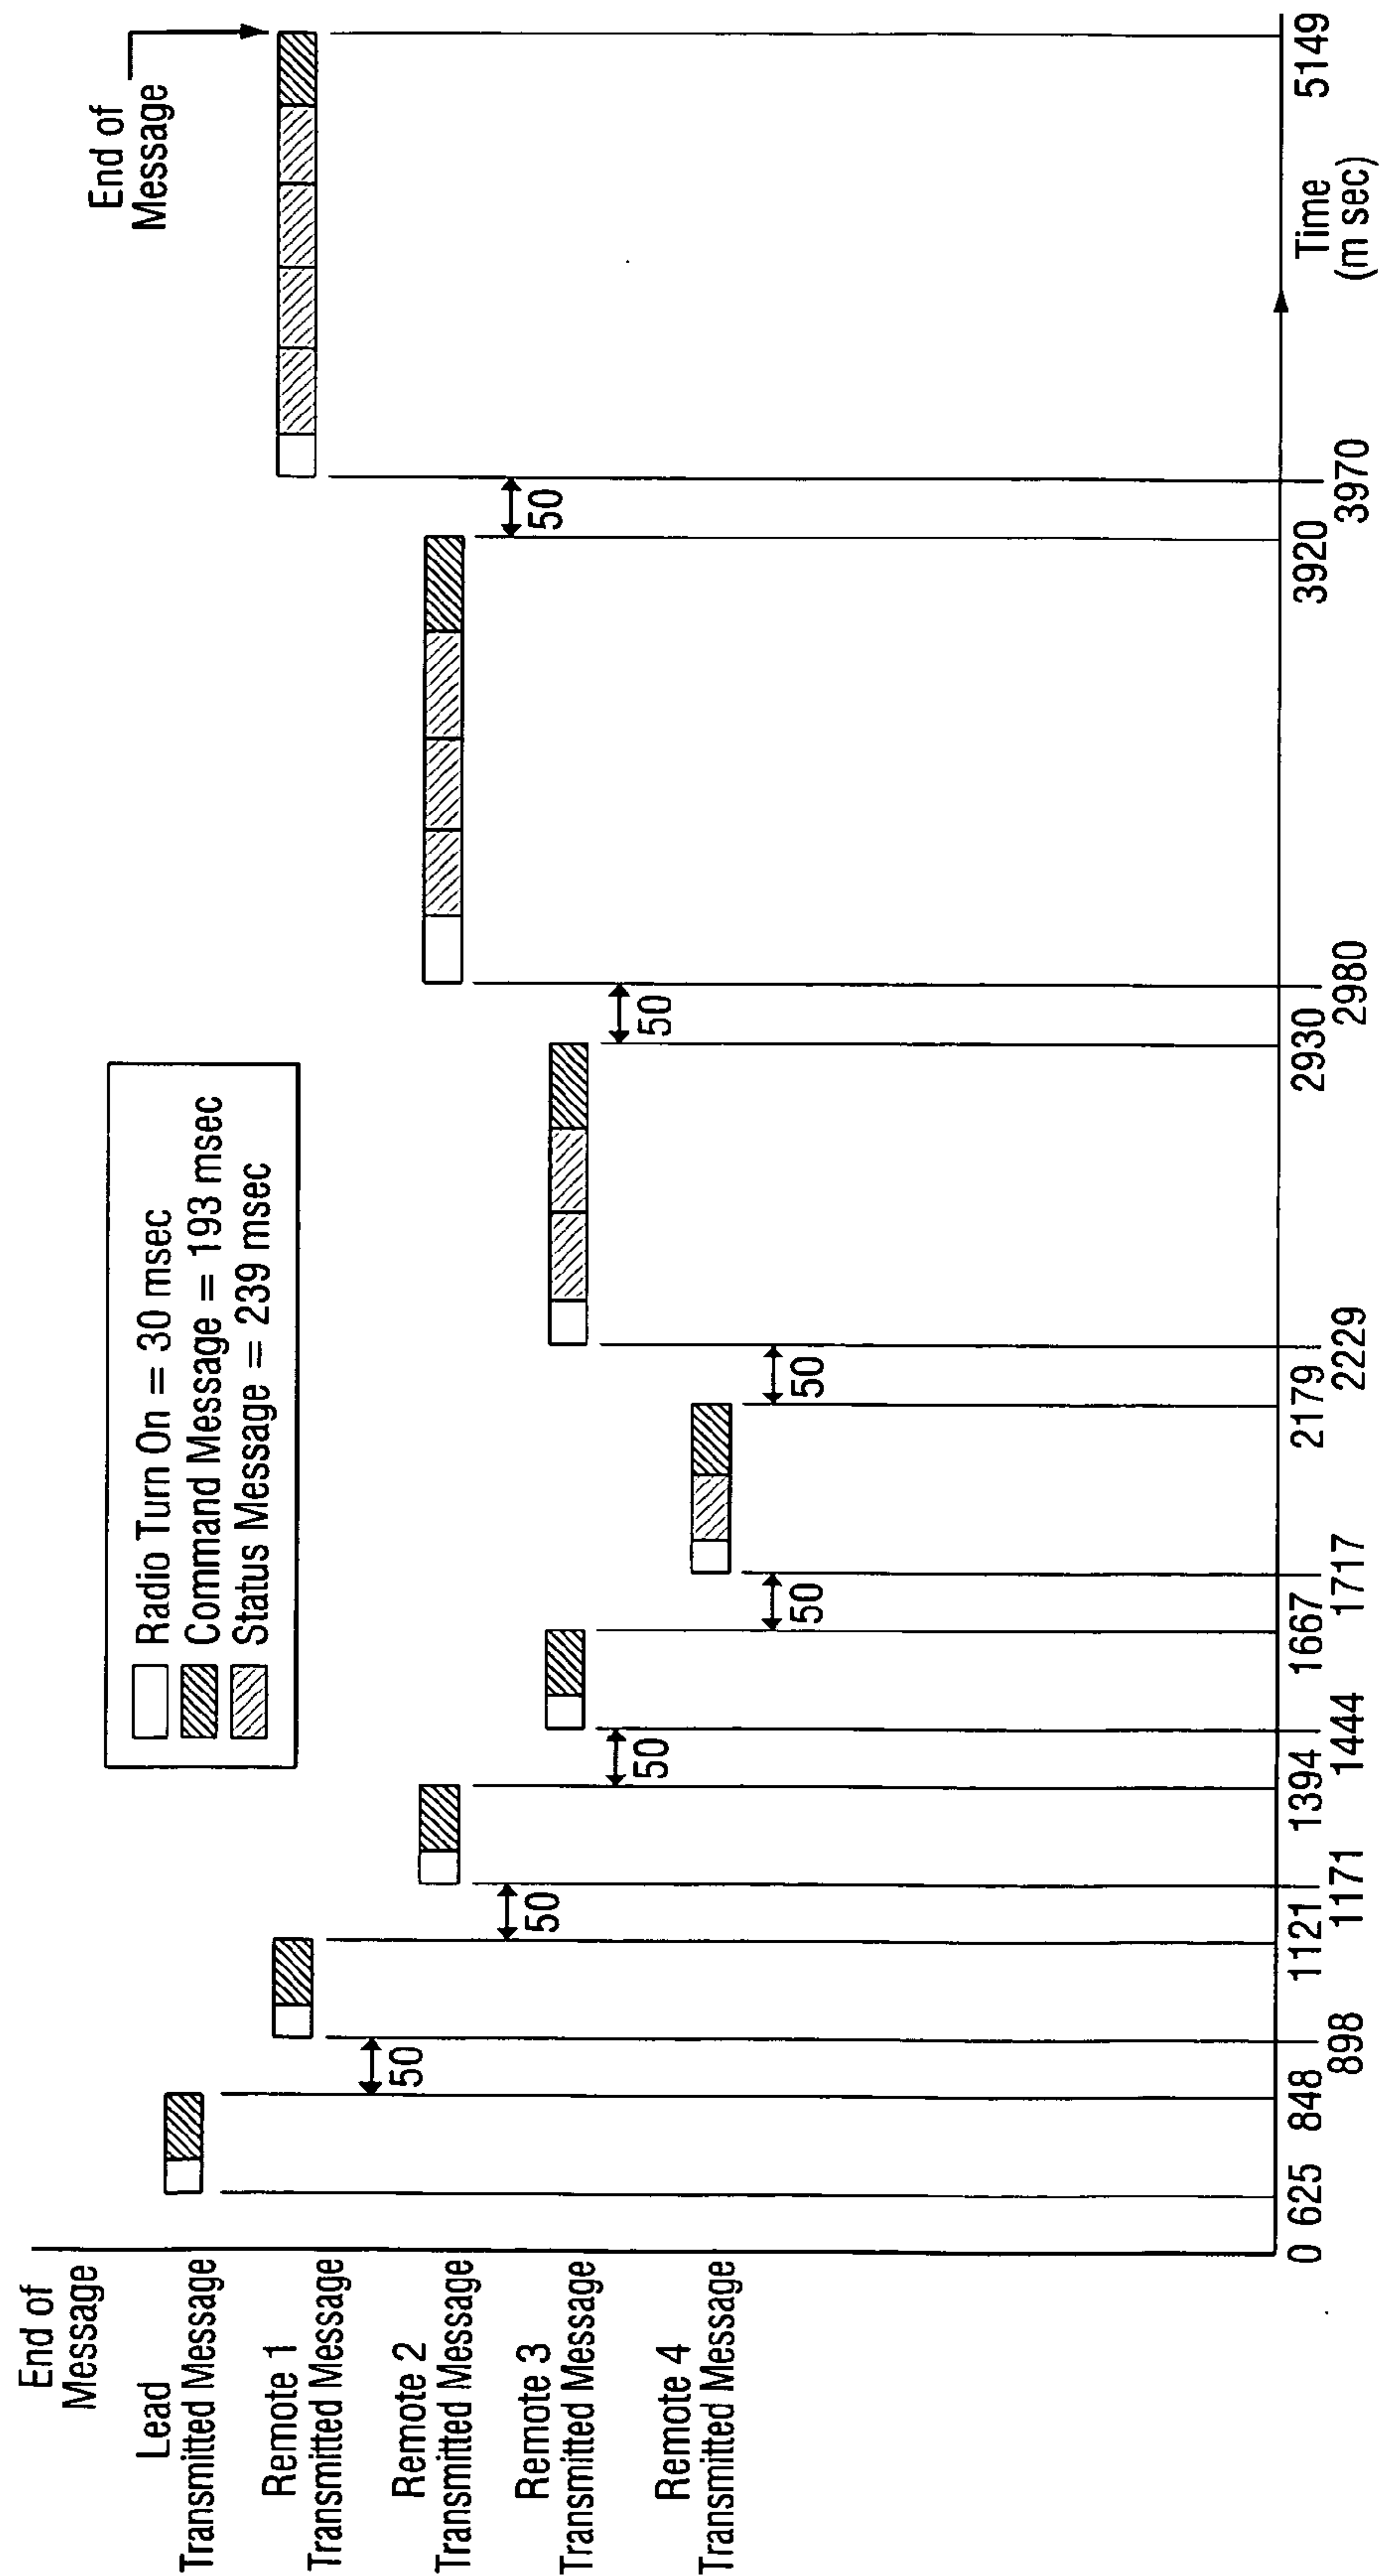 End of
Message
Lead
Transmitted Message
Remote 1
Transmitted Message
Remote 2
Transmitted Message
Remote 3
Transmitted Message
Remote 4
Transmitted Message
Radio Turn On = 30 msec
Command Message = 193 msec
Status Message = 239 msec
End of
Message
50
50
50
50
50
50
50
50
0 625 848 898 1121 1171 1394 1444 1667 1717 2179 2229 2930 2980 3920 3970 5149
Time
(m sec)